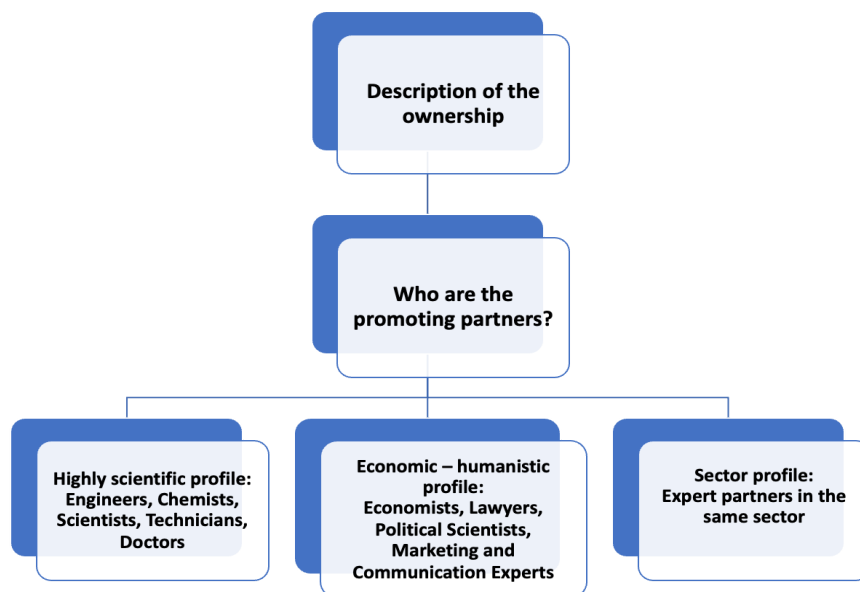 Description of the
ownership
Who are the
promoting partners?
Highly scientific profile:
Engineers, Chemists,
Scientists, Technicians,
Doctors
Economic – humanistic
profile:
Economists, Lawyers,
Political Scientists,
Marketing and
Communication Experts
Sector profile:
Expert partners in the
same sector